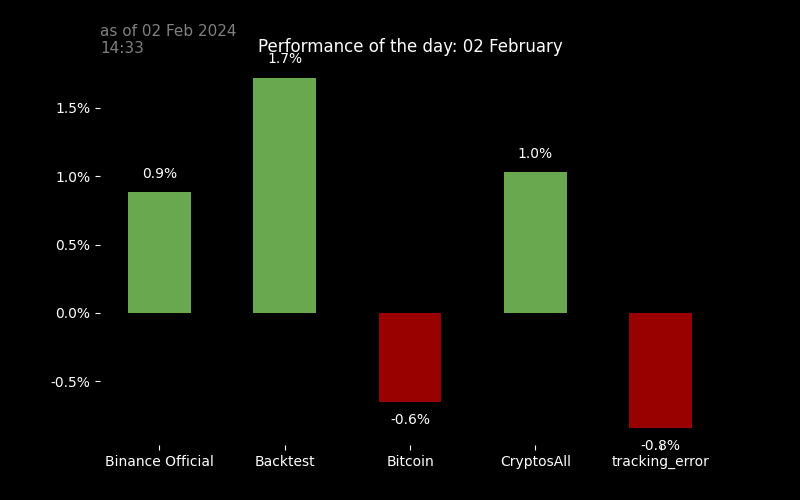 as of 02 Feb 2024
14:33
Performance of the day: 02 February
1.7%
1.5%
1.0%
0.9%
1.0%
0.5%
0.0%
-0.5%
-0.6%
-0.8%
Binance Official
Backtest
Bitcoin
CryptosAll
tracking_error